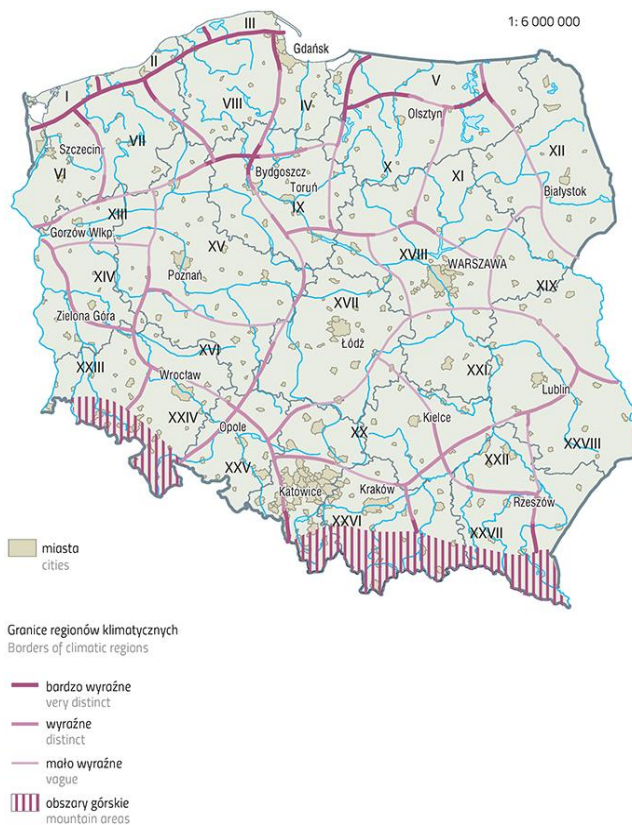 1: 6 000 000
III
Gdańsk
II
I
V
VIII
IV
Olsztyn
Szczecin
VII
XII
VI
Bydgoszcz
X
XI
Toruń
Białystok
XIII
IX
Gorzów Wlkp.
XV
XVIII
WARSZAWA
XIV
Poznań
XIX
XVII
Zielona Góra
Łódź
XVI
XXIII
Wrocław
XXI
Lublin
XXIV
Kielce
Opole
XX
XXVIII
XXV
XXII
Katowice
Kraków
Rzeszów
XXVI
XXVII
miasta
cities
Granice regionów klimatycznych
Borders of climatic regions
bardzo wyraźne
very distinct
wyraźne
distinct
mało wyraźne
vague
obszary górskie
mountain areas